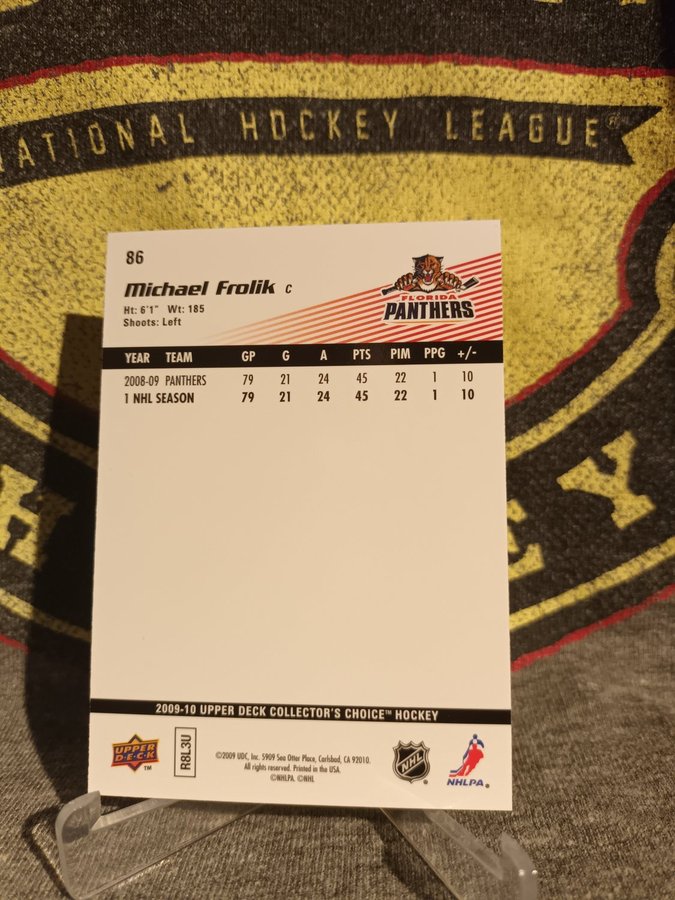 NATIONAL HOCKEY LEAGUE®
86
Michael Frolik C
Ht: 6'1" Wt: 185
Shoots: Left
FLORIDA
PANTHERS
YEAR TEAM GP G A PTS PIM PPG +/-
2008-09 PANTHERS 79 21 24 45 22 1 10
1 NHL SEASON 79 21 24 45 22 1 10
2009-10 UPPER DECK COLLECTOR'S CHOICE™ HOCKEY
UPPER
DECK
TM
R8L3U
©2009 UDC, Inc. 5909 Sea Otter Place, Carlsbad, CA 92010.
All rights reserved. Printed in the USA.
©NHLPA. ©NHL
NHL
NHLPA.®